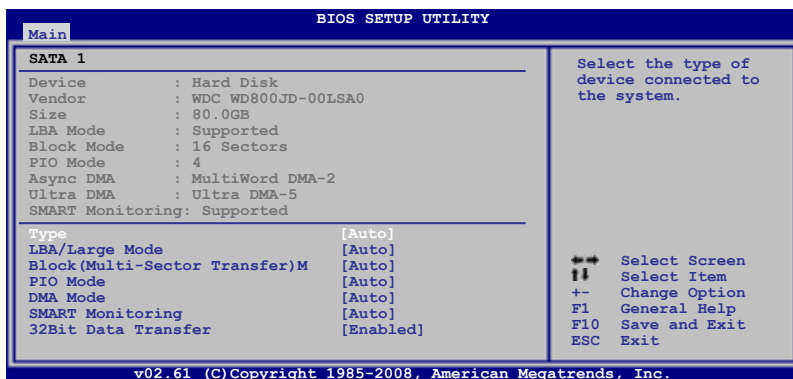 BIOS SETUP UTILITY
Main
SATA 1
Device : Hard Disk
Vendor : WDC WD800JD-00LSA0
Size : 80.0GB
LBA Mode : Supported
Block Mode : 16 Sectors
PIO Mode : 4
Async DMA : MultiWord DMA-2
Ultra DMA : Ultra DMA-5
SMART Monitoring: Supported
Type [Auto]
LBA/Large Mode [Auto]
Block(Multi-Sector Transfer)M [Auto]
PIO Mode [Auto]
DMA Mode [Auto]
SMART Monitoring [Auto]
32Bit Data Transfer [Enabled]
Select the type of
device connected to
the system.
Select Screen
Select Item
+- Change Option
F1 General Help
F10 Save and Exit
ESC Exit
v02.61 (C)Copyright 1985-2008, American Megatrends, Inc.